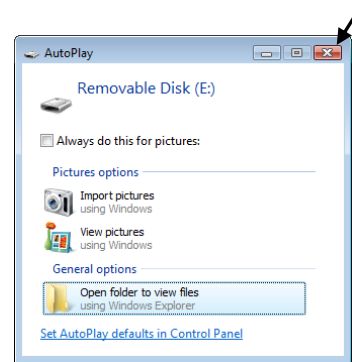 AutoPlay
Removable Disk (E:)
Always do this for pictures:
Pictures options
Import pictures
using Windows
View pictures
using Windows
General options
Open folder to view files
using Windows Explorer
Set AutoPlay defaults in Control Panel